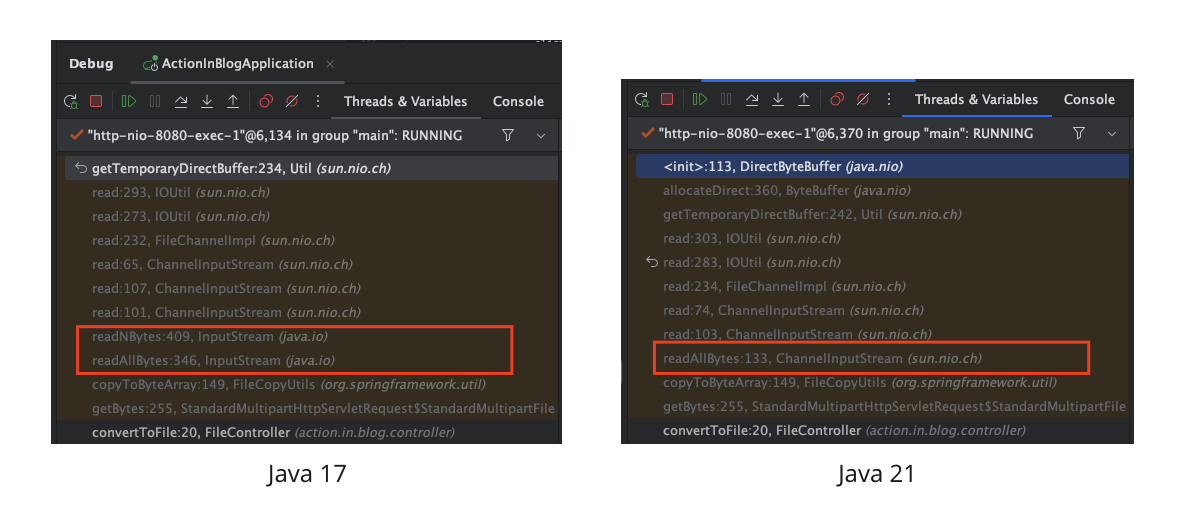 Debug ActionInBlogApplication ×
Threads & Variables Console
"http-nio-8080-exec-1"@6,134 in group "main": RUNNING
getTemporaryDirectBuffer:234, Util (sun.nio.ch)
read:293, IOUtil (sun.nio.ch)
read:273, IOUtil (sun.nio.ch)
read:232, FileChannelImpl (sun.nio.ch)
read:65, ChannelInputStream (sun.nio.ch)
read:107, ChannelInputStream (sun.nio.ch)
read:101, ChannelInputStream (sun.nio.ch)
readNBytes:409, InputStream (java.io)
readAllBytes:346, InputStream (java.io)
copyToByteArray:149, FileCopyUtils (org.springframework.util)
getBytes:255, StandardMultipartHttpServletRequest$StandardMultipartFile
convertToFile:20, FileController (action.in.blog.controller)
Java 17
Threads & Variables Console
"http-nio-8080-exec-1"@6,370 in group "main": RUNNING
<init>:113, DirectByteBuffer (java.nio)
allocateDirect:360, ByteBuffer (java.nio)
getTemporaryDirectBuffer:242, Util (sun.nio.ch)
read:303, IOUtil (sun.nio.ch)
read:283, IOUtil (sun.nio.ch)
read:234, FileChannelImpl (sun.nio.ch)
read:74, ChannelInputStream (sun.nio.ch)
read:103, ChannelInputStream (sun.nio.ch)
readAllBytes:133, ChannelInputStream (sun.nio.ch)
copyToByteArray:149, FileCopyUtils (org.springframework.util)
getBytes:255, StandardMultipartHttpServletRequest$StandardMultipartFile
convertToFile:20, FileController (action.in.blog.controller)
Java 21